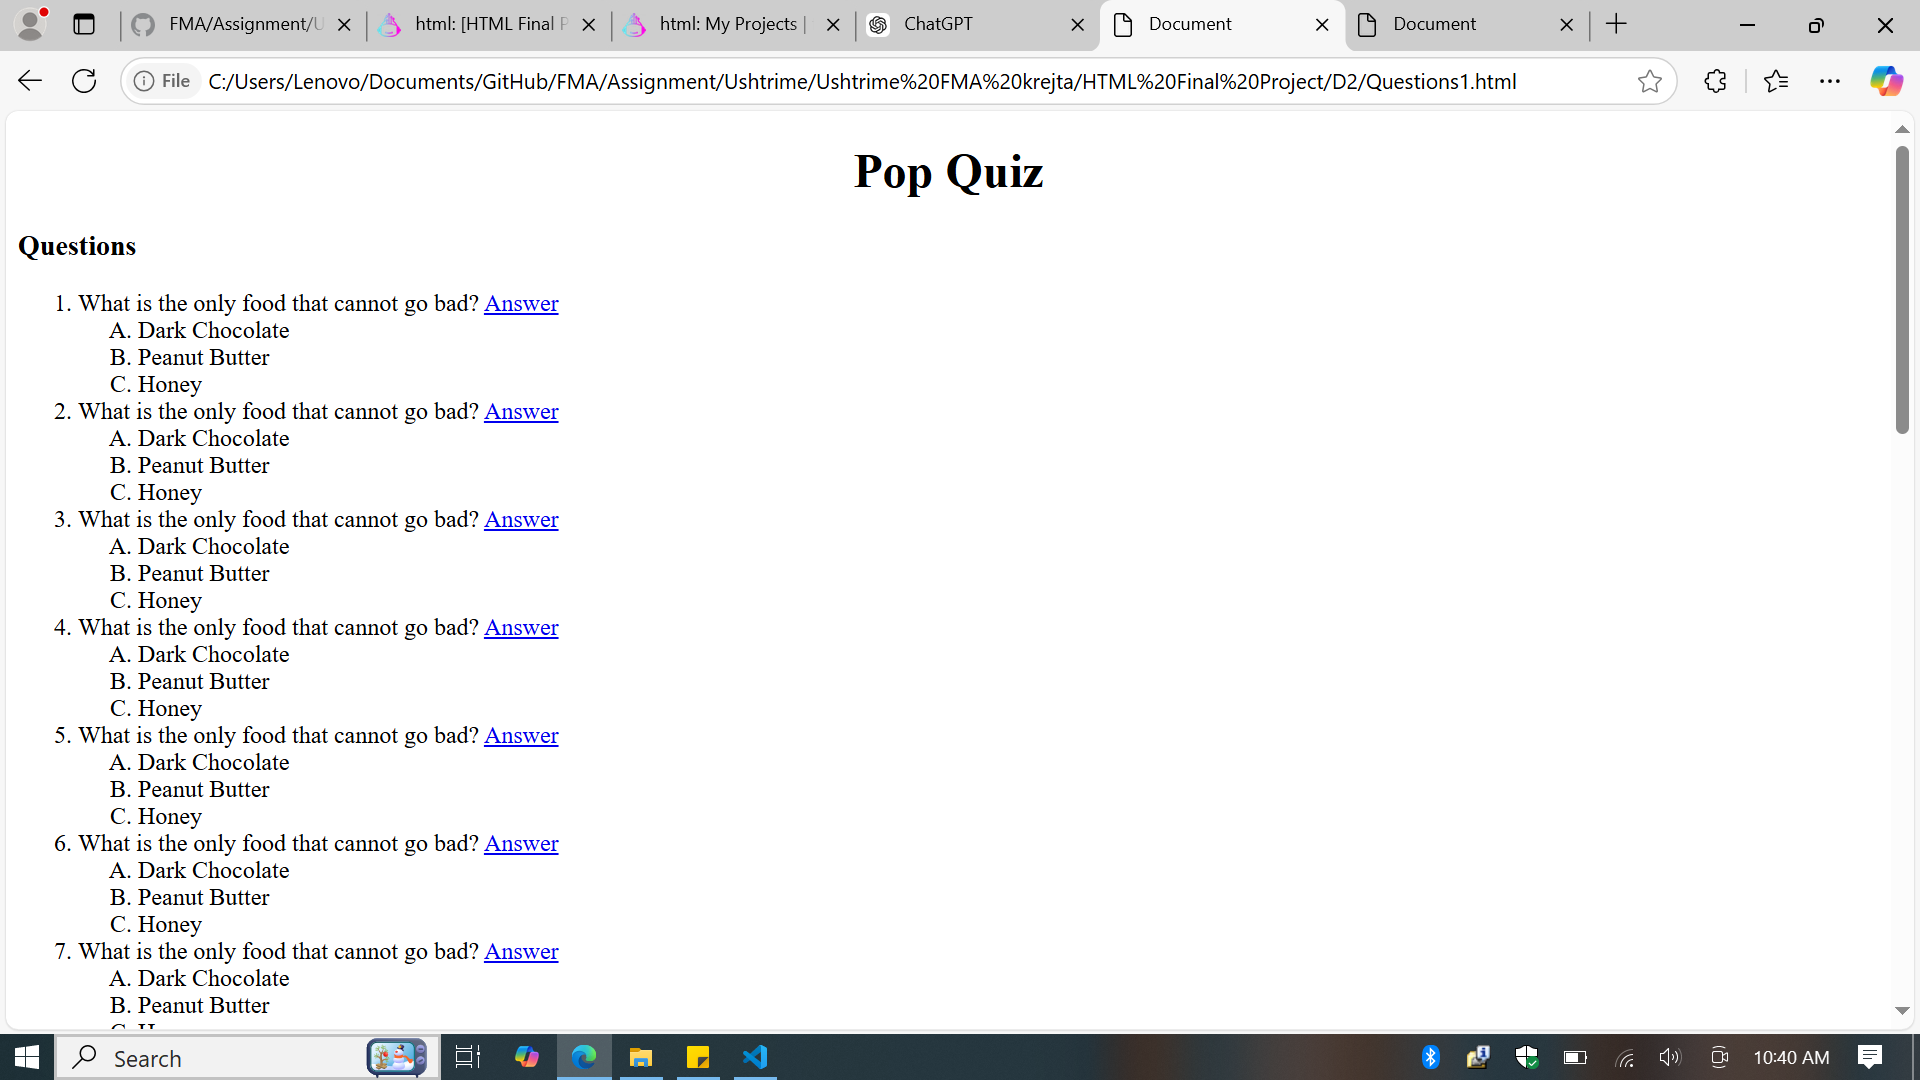 FMA/Assignment/U
html: [HTML Final P
html: My Projects |
ChatGPT
Document
Document
File C:/Users/Lenovo/Documents/GitHub/FMA/Assignment/Ushtrime/Ushtrime%20FMA%20krejta/HTML%20Final%20Project/D2/Questions1.html
Pop Quiz
Questions
1. What is the only food that cannot go bad? Answer
A. Dark Chocolate
B. Peanut Butter
C. Honey
2. What is the only food that cannot go bad? Answer
A. Dark Chocolate
B. Peanut Butter
C. Honey
3. What is the only food that cannot go bad? Answer
A. Dark Chocolate
B. Peanut Butter
C. Honey
4. What is the only food that cannot go bad? Answer
A. Dark Chocolate
B. Peanut Butter
C. Honey
5. What is the only food that cannot go bad? Answer
A. Dark Chocolate
B. Peanut Butter
C. Honey
6. What is the only food that cannot go bad? Answer
A. Dark Chocolate
B. Peanut Butter
C. Honey
7. What is the only food that cannot go bad? Answer
A. Dark Chocolate
B. Peanut Butter
Search
10:40 AM